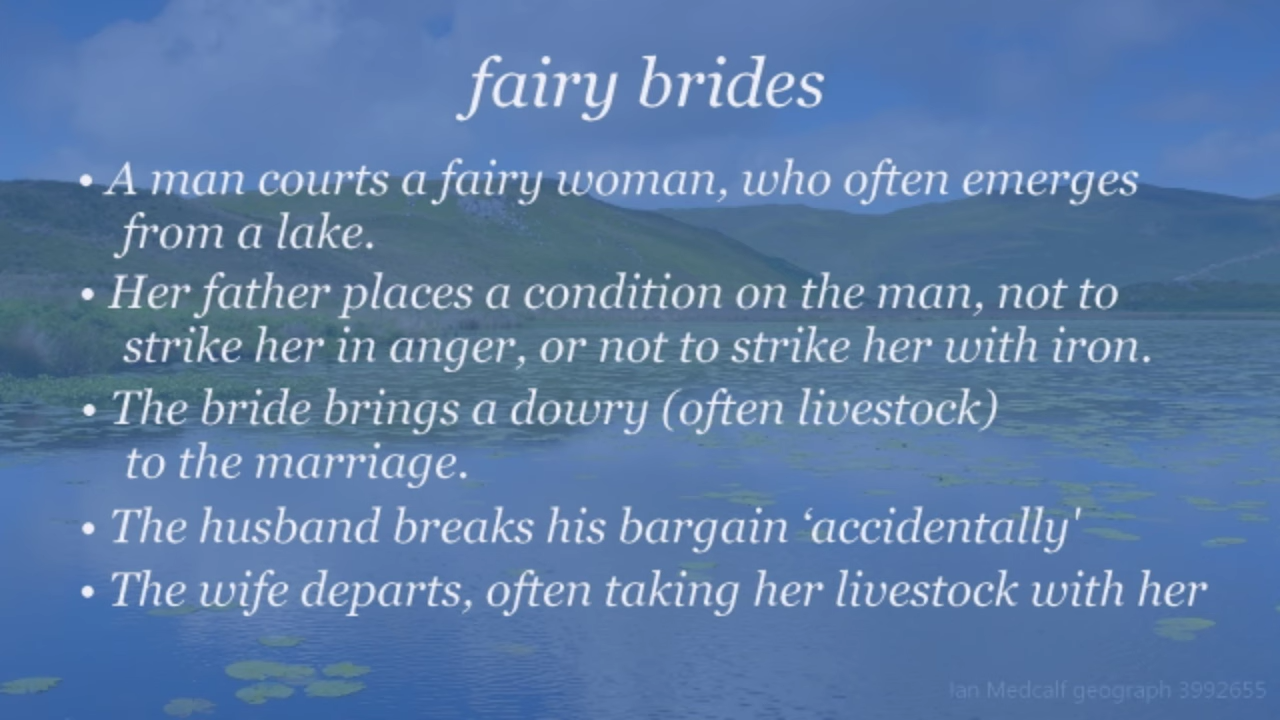 fairy brides
• A man courts a fairy woman, who often emerges
from a lake.
• Her father places a condition on the man, not to
strike her in anger, or not to strike her with iron.
• The bride brings a dowry (often livestock)
to the marriage.
• The husband breaks his bargain ‘accidentally'
• The wife departs, often taking her livestock with her
Ian Medcalf geograph 3992655